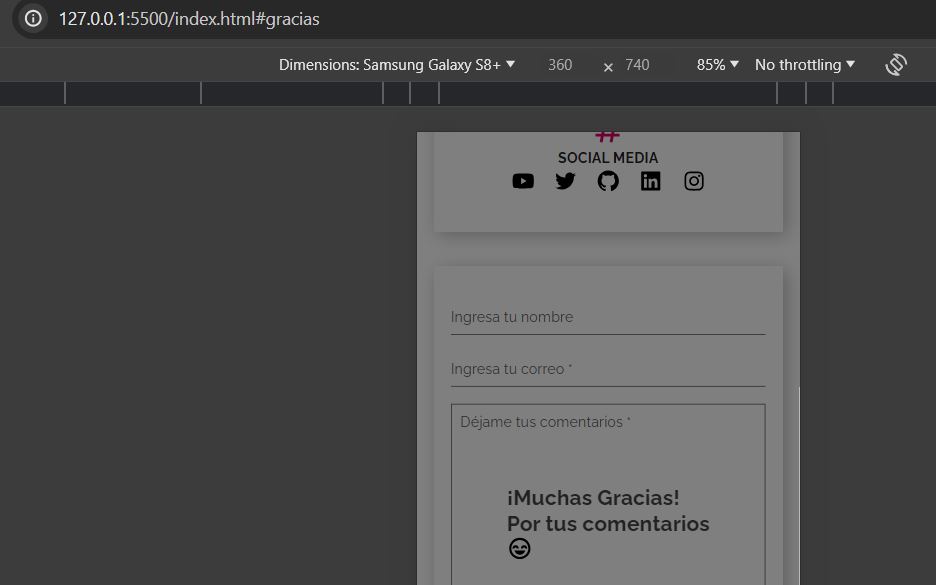 127.0.0.1:5500/index.html#gracias
Dimensions: Samsung Galaxy S8+ 360 × 740 85% No throttling
#
SOCIAL MEDIA
Ingresa tu nombre
Ingresa tu correo *
Déjame tus comentarios *
¡Muchas Gracias!
Por tus comentarios